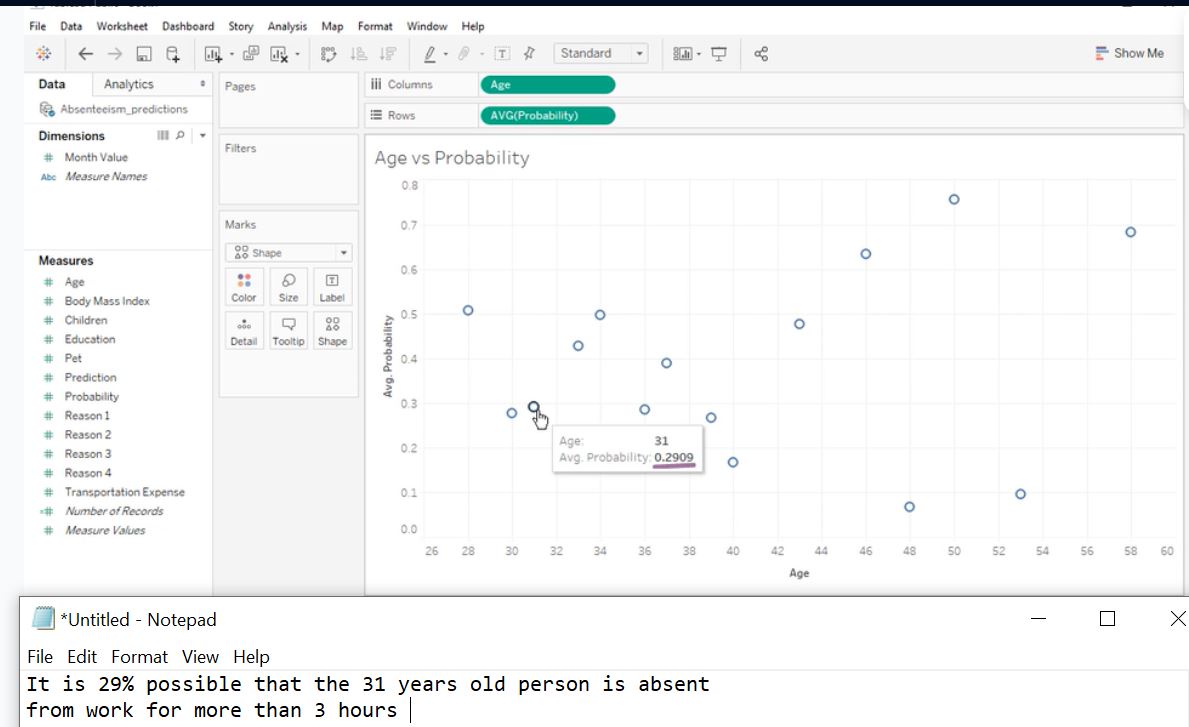 File Data Worksheet Dashboard Story Analysis Map Format Window Help
Standard
Show Me
Data Analytics
Absenteeism_predictions
Dimensions
# Month Value
Abc Measure Names
Measures
# Age
# Body Mass Index
# Children
# Education
# Pet
# Prediction
# Probability
# Reason 1
# Reason 2
# Reason 3
# Reason 4
# Transportation Expense
=# Number of Records
# Measure Values
Pages
Filters
Marks
Shape
Color Size Label
Detail Tooltip Shape
Columns Age
Rows AVG(Probability)
Age vs Probability
Avg. Probability
0.8
0.7
0.6
0.5
0.4
0.3
0.2
0.1
0.0
Age: 31
Avg. Probability: 0.2909
26 28 30 32 34 36 38 40 42 44 46 48 50 52 54 56 58 60
Age
*Untitled - Notepad
File Edit Format View Help
It is 29% possible that the 31 years old person is absent
from work for more than 3 hours